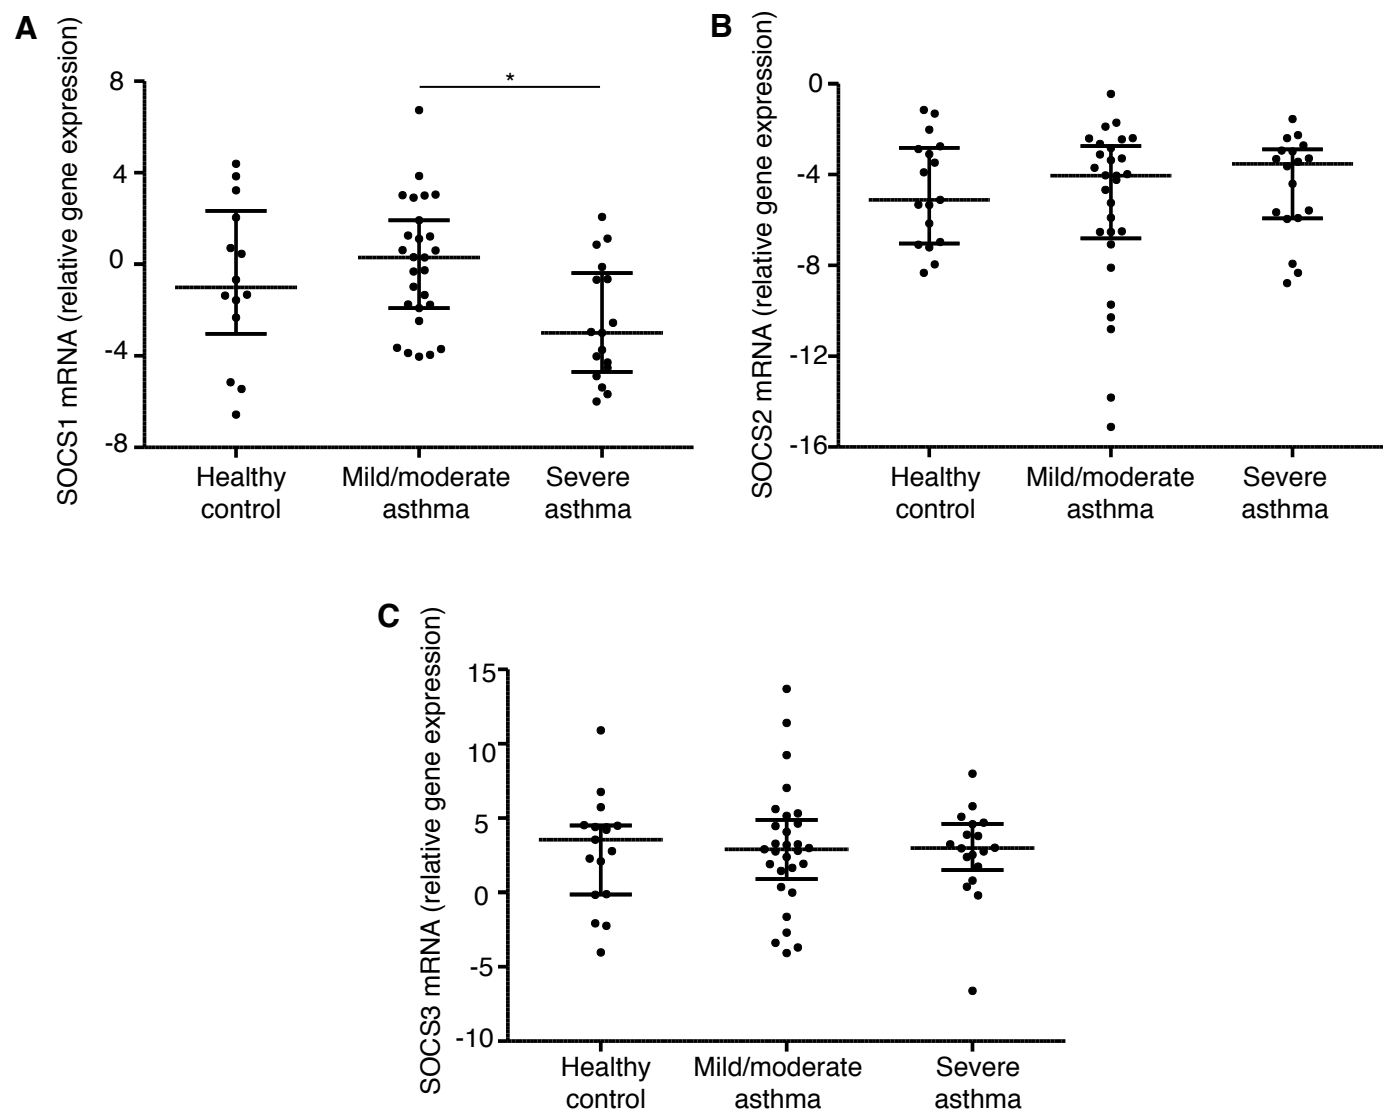 A
SOCS1 mRNA (relative gene expression)
8
4
0
-4
-8
*
Healthy
control
Mild/moderate
asthma
Severe
asthma
B
SOCS2 mRNA (relative gene expression)
0
-4
-8
-12
-16
Healthy
control
Mild/moderate
asthma
Severe
asthma
C
SOCS3 mRNA (relative gene expression)
15
10
5
0
-5
-10
Healthy
control
Mild/moderate
asthma
Severe
asthma